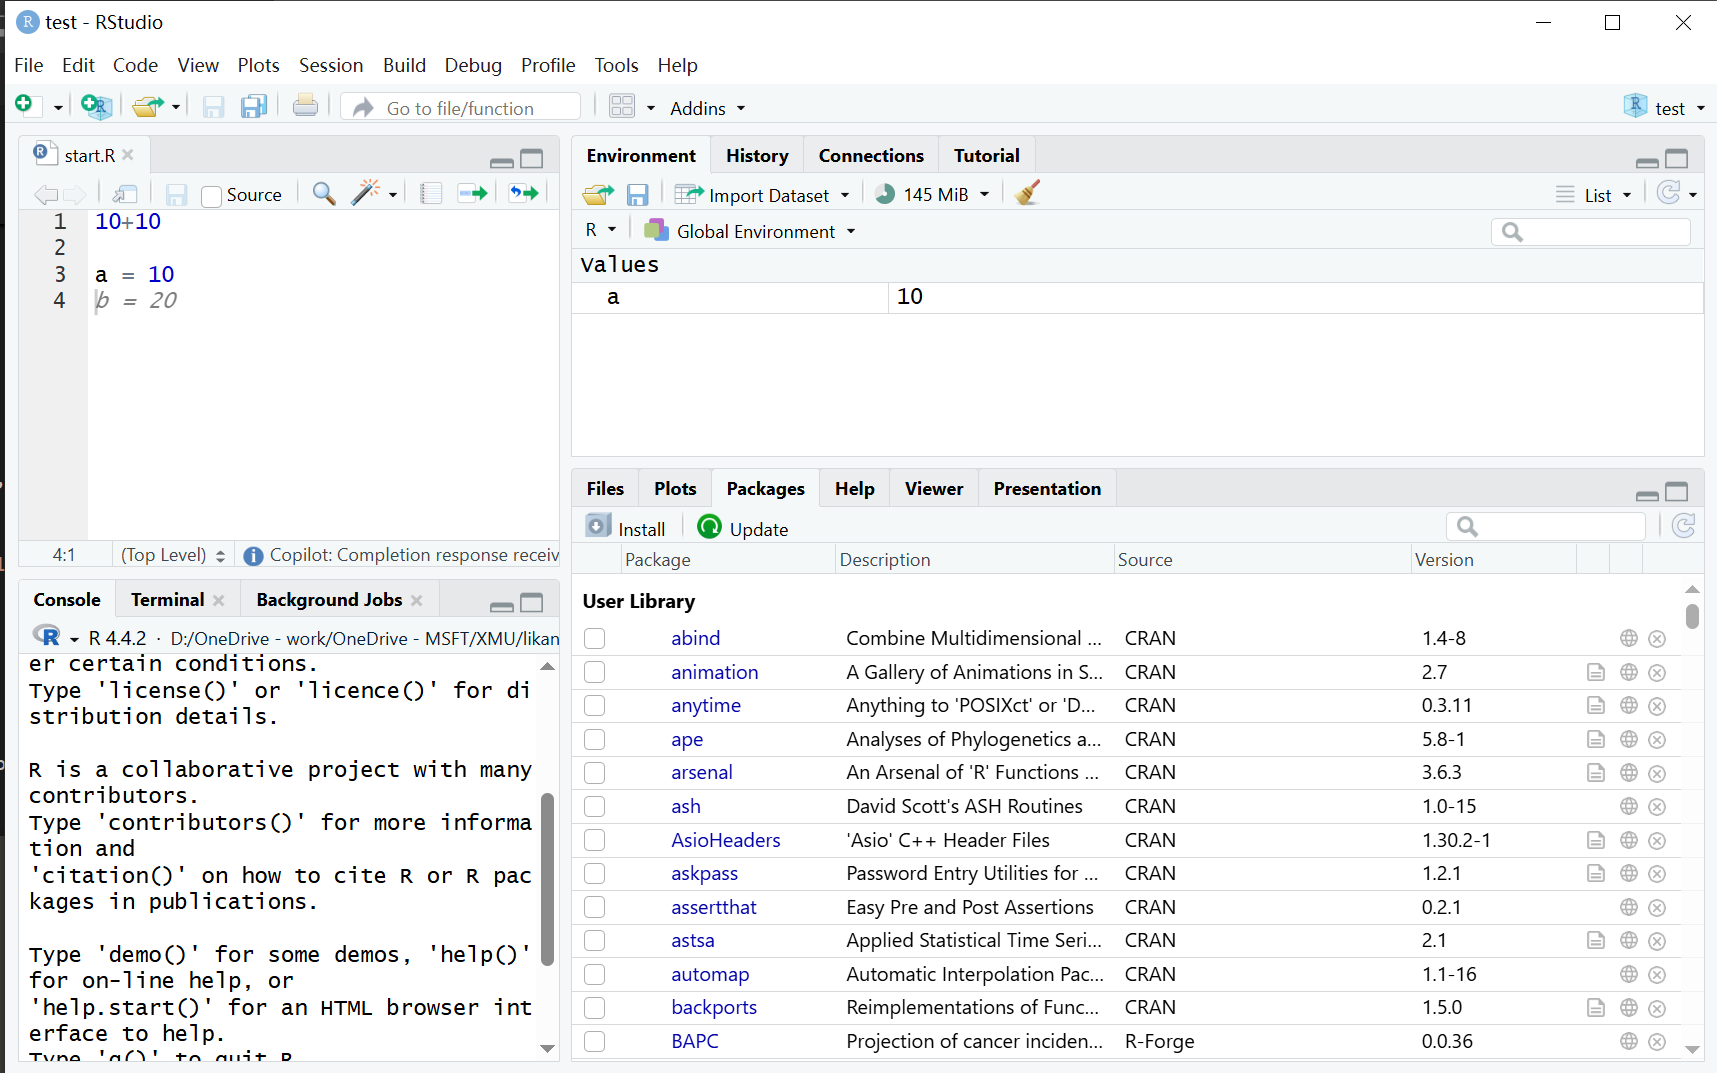 test - RStudio
File Edit Code View Plots Session Build Debug Profile Tools Help
Go to file/function
Addins
test
start.R
Source
1 10+10
2
3 a = 10
4 b = 20
4:1 (Top Level) Copilot: Completion response receiv
Console Terminal Background Jobs
R 4.4.2 · D:/OneDrive - work/OneDrive - MSFT/XMU/likan
er certain conditions.
Type 'license()' or 'licence()' for di
stribution details.
R is a collaborative project with many
contributors.
Type 'contributors()' for more informa
tion and
'citation()' on how to cite R or R pac
kages in publications.
Type 'demo()' for some demos, 'help()'
for on-line help, or
'help.start()' for an HTML browser int
erface to help.
Type 'q()' to quit R
Environment History Connections Tutorial
Import Dataset 145 MiB List
R Global Environment
Values
a 10
Files Plots Packages Help Viewer Presentation
Install Update
Package Description Source Version
User Library
abind Combine Multidimensional ... CRAN 1.4-8
animation A Gallery of Animations in S... CRAN 2.7
anytime Anything to 'POSIXct' or 'D... CRAN 0.3.11
ape Analyses of Phylogenetics a... CRAN 5.8-1
arsenal An Arsenal of 'R' Functions ... CRAN 3.6.3
ash David Scott's ASH Routines CRAN 1.0-15
AsioHeaders 'Asio' C++ Header Files CRAN 1.30.2-1
askpass Password Entry Utilities for ... CRAN 1.2.1
assertthat Easy Pre and Post Assertions CRAN 0.2.1
astsa Applied Statistical Time Seri... CRAN 2.1
automap Automatic Interpolation Pac... CRAN 1.1-16
backports Reimplementations of Func... CRAN 1.5.0
BAPC Projection of cancer inciden... R-Forge 0.0.36